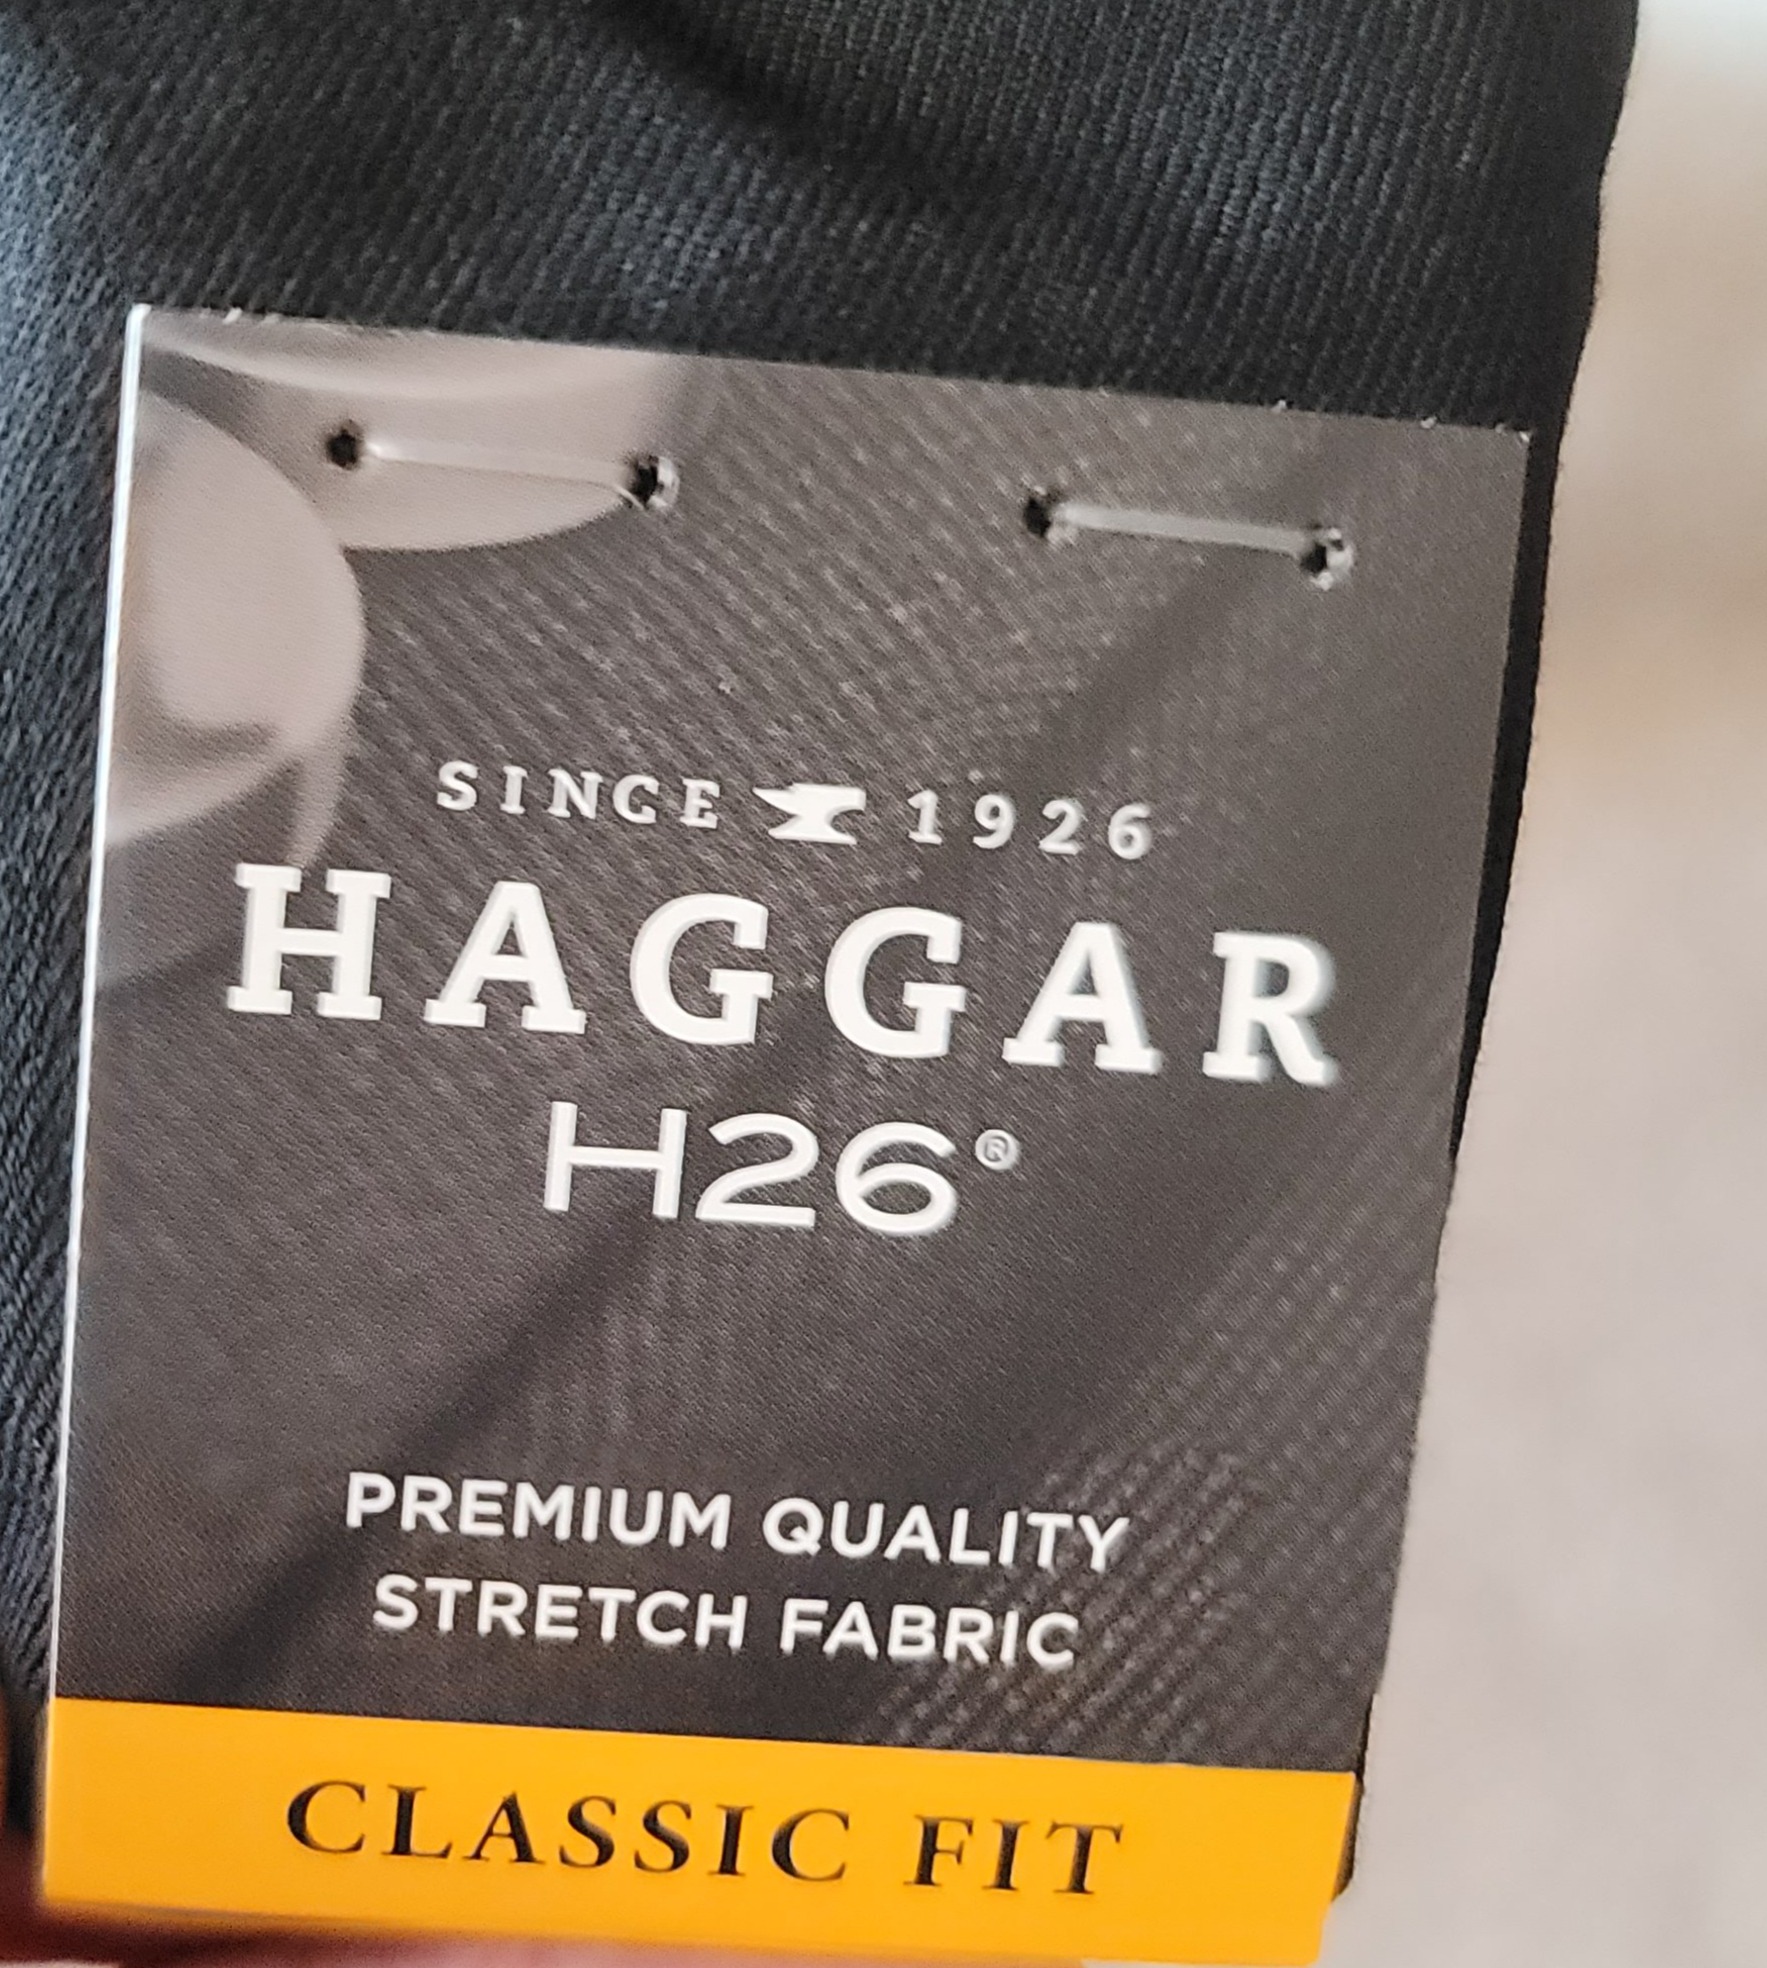 SINCE 1926
HAGGAR
H26®
PREMIUM QUALITY
STRETCH FABRIC
CLASSIC FIT